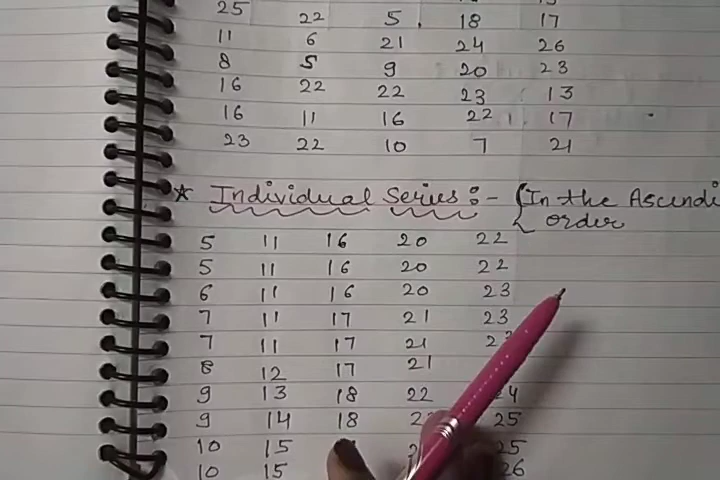 25 22 5 18 17
11 6 21 24 26
8 5 9 20 23
16 22 22 23 13
16 11 16 22 17
23 22 10 7 21
* Individual Series :- { In the Ascendi
order
5 11 16 20 22
5 11 16 20 22
6 11 16 20 23
7 11 17 21 23
7 11 17 21
8 12 17 21
9 13 18 22 24
9 14 18 25
10 15 25
10 15 26